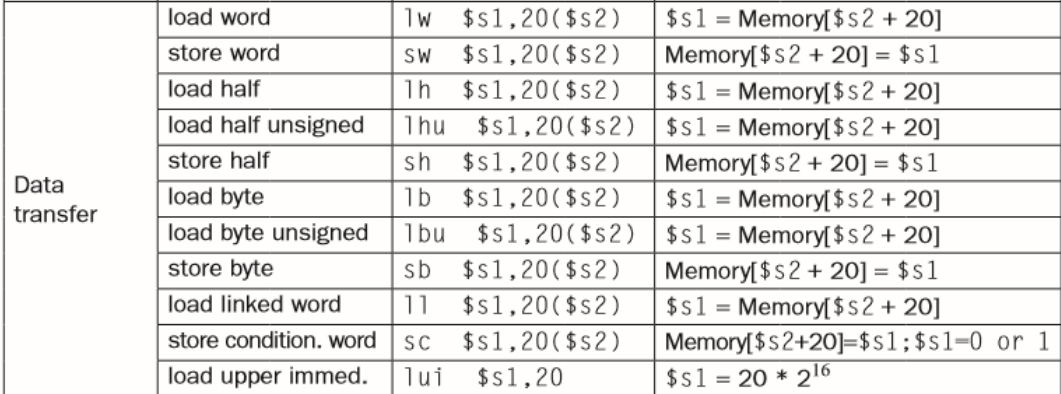 Data transfer
load word lw $s1,20($s2) $s1 = Memory[$s2 + 20]
store word sw $s1,20($s2) Memory[$s2 + 20] = $s1
load half lh $s1,20($s2) $s1 = Memory[$s2 + 20]
load half unsigned lhu $s1,20($s2) $s1 = Memory[$s2 + 20]
store half sh $s1,20($s2) Memory[$s2 + 20] = $s1
load byte lb $s1,20($s2) $s1 = Memory[$s2 + 20]
load byte unsigned lbu $s1,20($s2) $s1 = Memory[$s2 + 20]
store byte sb $s1,20($s2) Memory[$s2 + 20] = $s1
load linked word ll $s1,20($s2) $s1 = Memory[$s2 + 20]
store condition. word sc $s1,20($s2) Memory[$s2+20]=$s1;$s1=0 or 1
load upper immed. lui $s1,20 $s1 = 20 * 2¹⁶